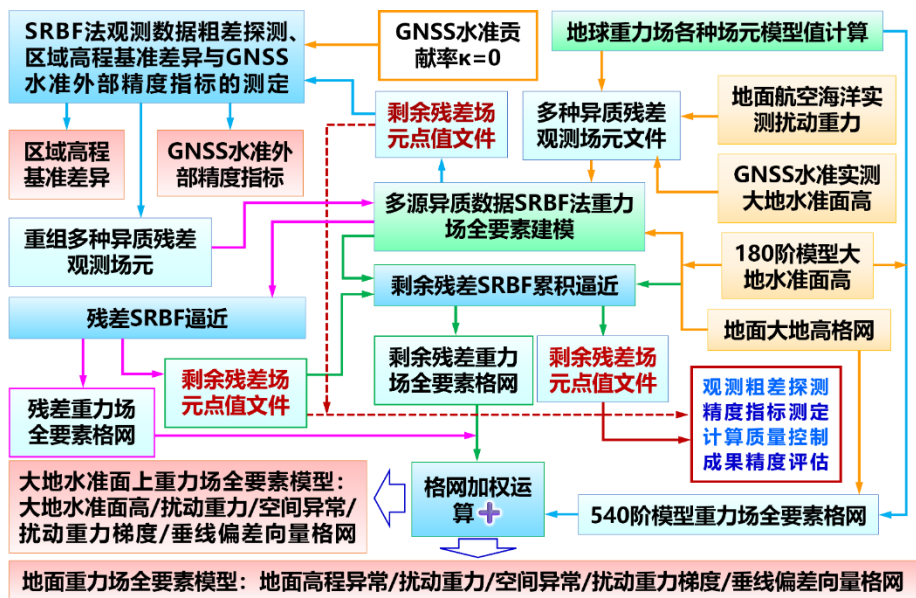 SRBF法观测数据粗差探测、
区域高程基准差异与GNSS
水准外部精度指标的测定
GNSS水准贡
献率κ=0
地球重力场各种场元模型值计算
剩余残差场
元点值文件
多种异质残差
观测场元文件
地面航空海洋实
测扰动重力
区域高程
基准差异
GNSS水准外
部精度指标
GNSS水准实测
大地水准面高
多源异质数据SRBF法重力
场全要素建模
重组多种异质残差
观测场元
180阶模型大
地水准面高
剩余残差SRBF累积逼近
残差SRBF逼近
地面大地高格网
剩余残差场
元点值文件
剩余残差重力
场全要素格网
剩余残差场
元点值文件
残差重力场
全要素格网
观测粗差探测
精度指标测定
计算质量控制
成果精度评估
大地水准面上重力场全要素模型：
大地水准面高/扰动重力/空间异常/
扰动重力梯度/垂线偏差向量格网
格网加权运
算+
540阶模型重力场全要素格网
地面重力场全要素模型：地面高程异常/扰动重力/空间异常/扰动重力梯度/垂线偏差向量格网